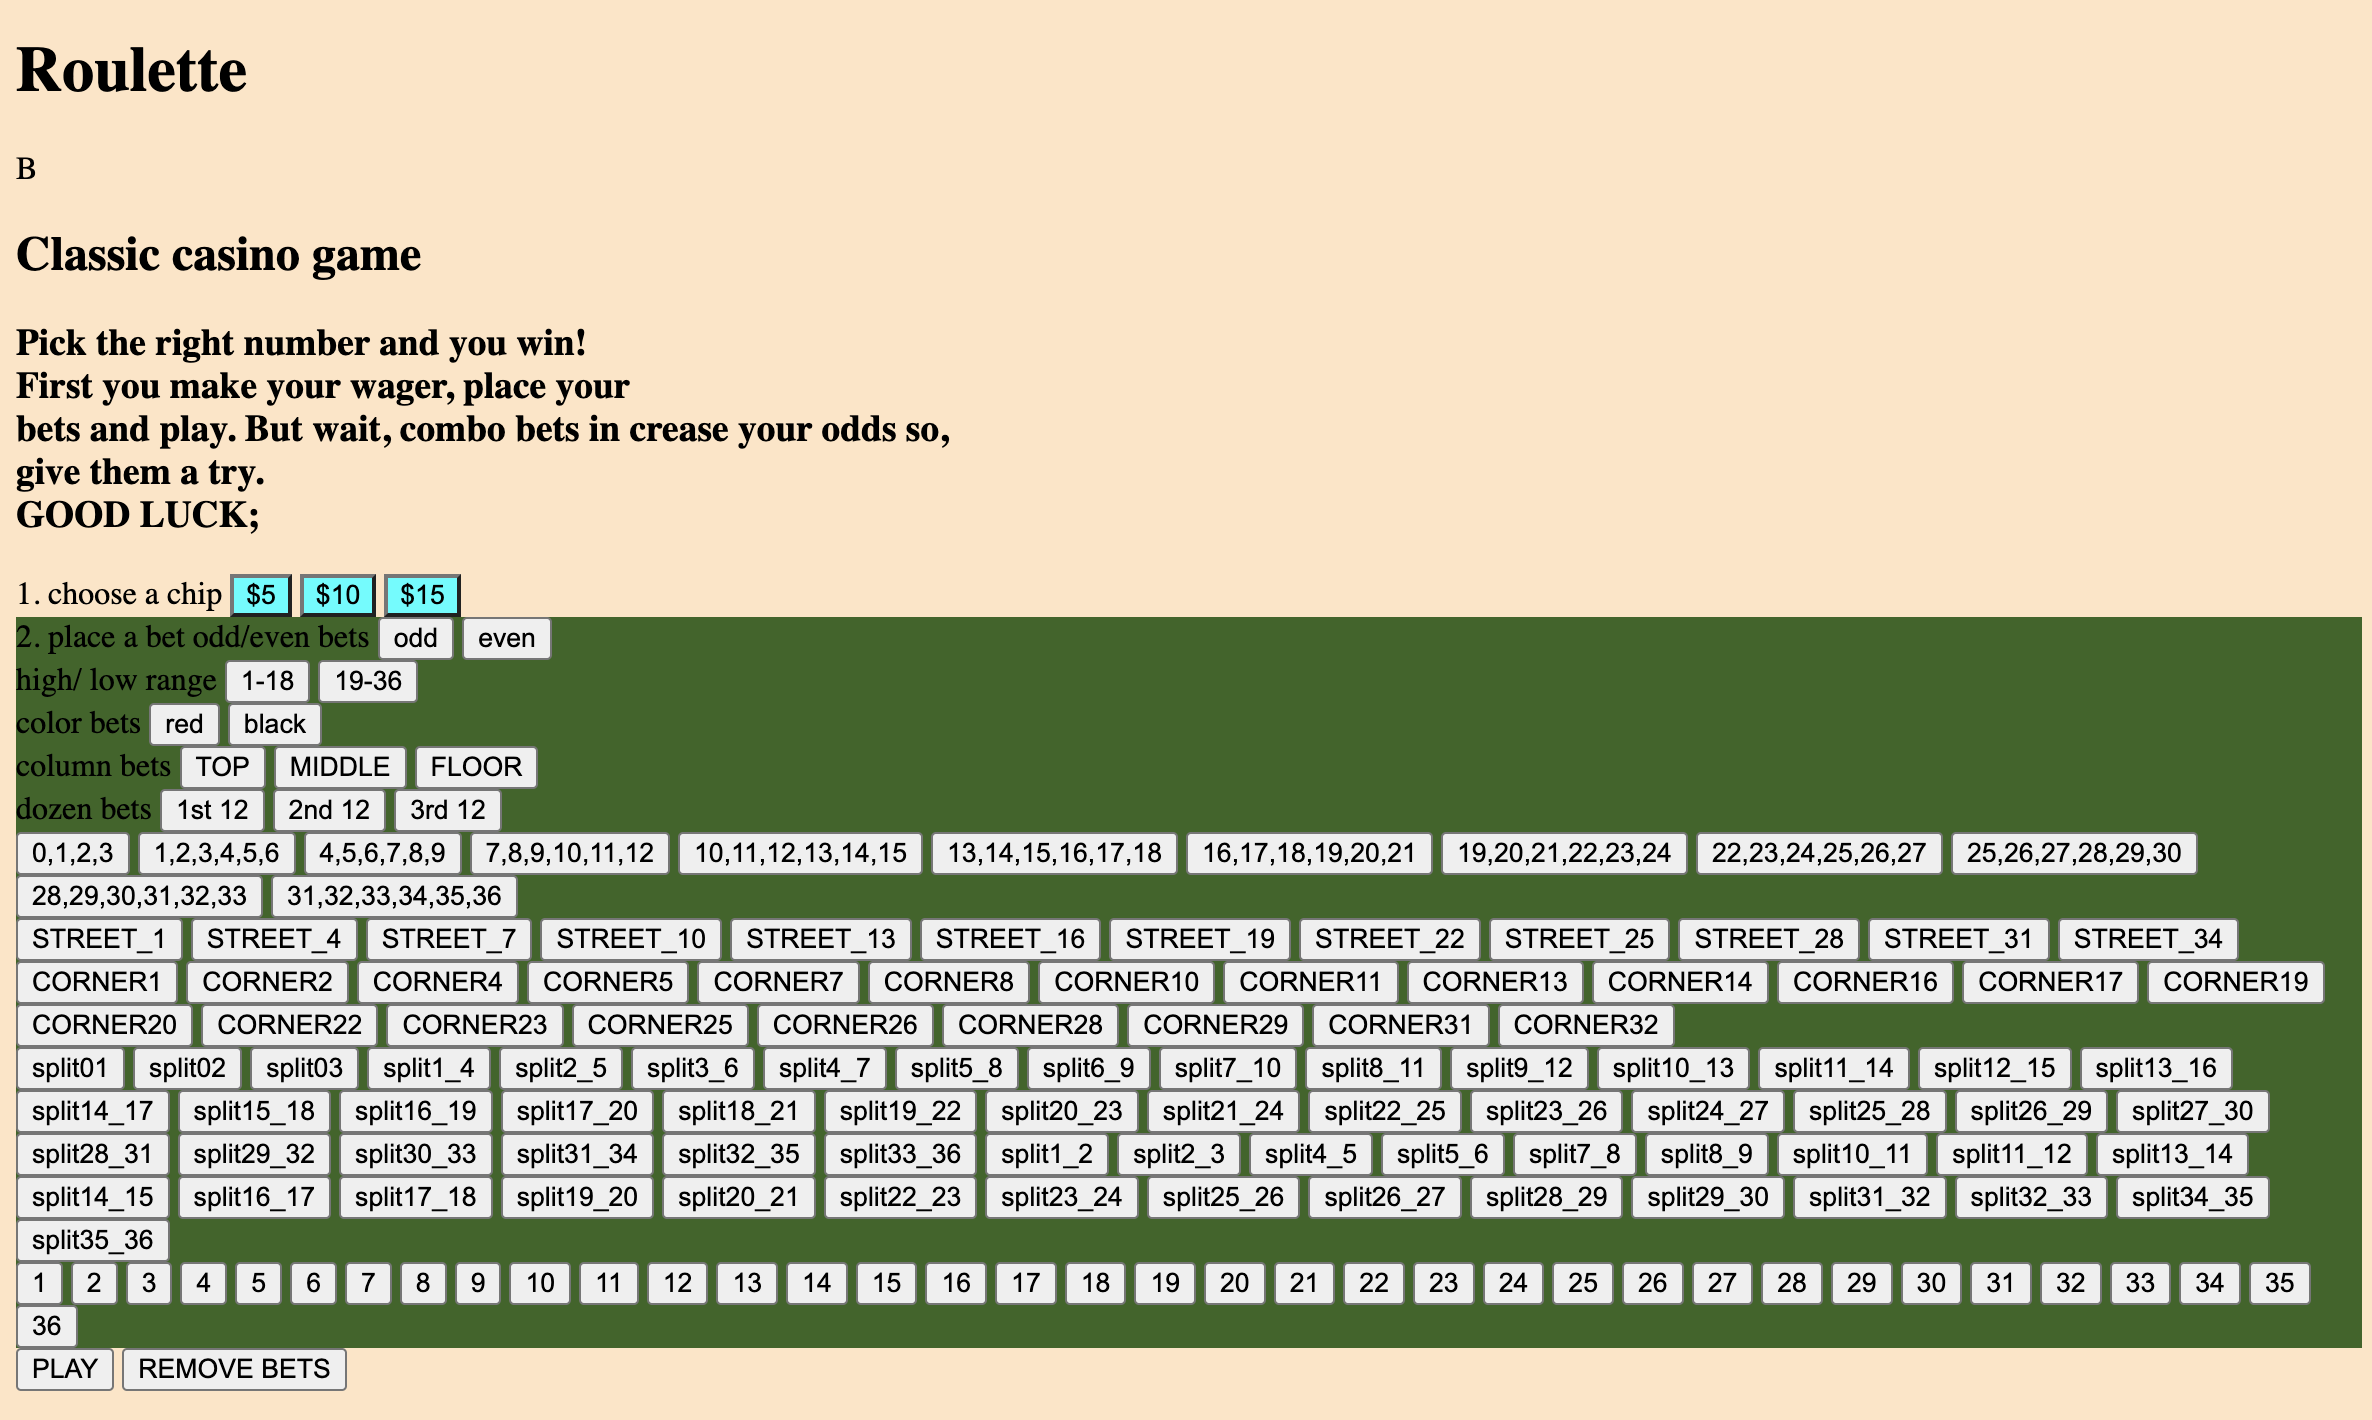 Roulette
B
Classic casino game
Pick the right number and you win!
First you make your wager, place your
bets and play. But wait, combo bets in crease your odds so,
give them a try.
GOOD LUCK;
1. choose a chip $5 $10 $15
2. place a bet odd/even bets odd even
high/ low range 1-18 19-36
color bets red black
column bets TOP MIDDLE FLOOR
dozen bets 1st 12 2nd 12 3rd 12
0,1,2,3 1,2,3,4,5,6 4,5,6,7,8,9 7,8,9,10,11,12 10,11,12,13,14,15 13,14,15,16,17,18 16,17,18,19,20,21 19,20,21,22,23,24 22,23,24,25,26,27 25,26,27,28,29,30
28,29,30,31,32,33 31,32,33,34,35,36
STREET_1 STREET_4 STREET_7 STREET_10 STREET_13 STREET_16 STREET_19 STREET_22 STREET_25 STREET_28 STREET_31 STREET_34
CORNER1 CORNER2 CORNER4 CORNER5 CORNER7 CORNER8 CORNER10 CORNER11 CORNER13 CORNER14 CORNER16 CORNER17 CORNER19
CORNER20 CORNER22 CORNER23 CORNER25 CORNER26 CORNER28 CORNER29 CORNER31 CORNER32
split01 split02 split03 split1_4 split2_5 split3_6 split4_7 split5_8 split6_9 split7_10 split8_11 split9_12 split10_13 split11_14 split12_15 split13_16
split14_17 split15_18 split16_19 split17_20 split18_21 split19_22 split20_23 split21_24 split22_25 split23_26 split24_27 split25_28 split26_29 split27_30
split28_31 split29_32 split30_33 split31_34 split32_35 split33_36 split1_2 split2_3 split4_5 split5_6 split7_8 split8_9 split10_11 split11_12 split13_14
split14_15 split16_17 split17_18 split19_20 split20_21 split22_23 split23_24 split25_26 split26_27 split28_29 split29_30 split31_32 split32_33 split34_35
split35_36
1 2 3 4 5 6 7 8 9 10 11 12 13 14 15 16 17 18 19 20 21 22 23 24 25 26 27 28 29 30 31 32 33 34 35
36
PLAY REMOVE BETS